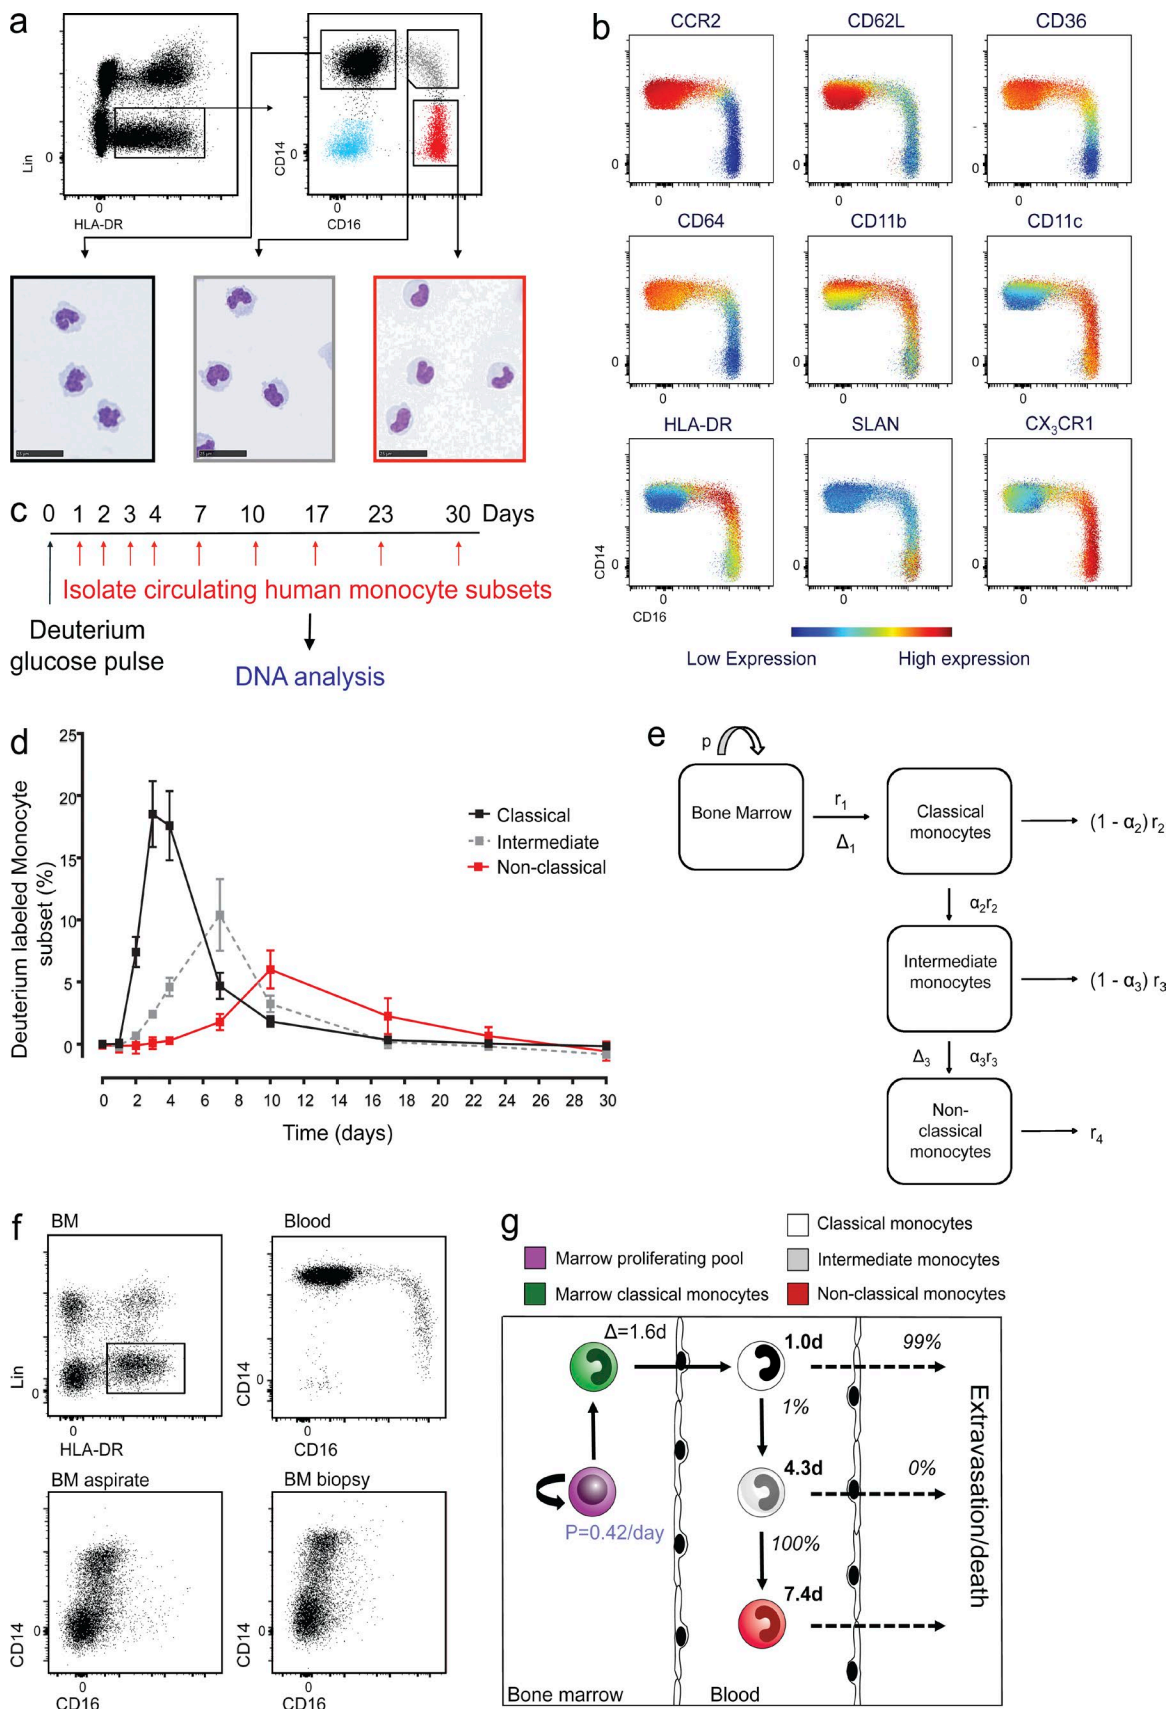 a
Lin
0
0
HLA-DR
CD14
0
0
CD16
25 µm
25 µm
25 µm
b
CCR2
CD62L
CD36
0
0
0
0
0
0
CD64
CD11b
CD11c
0
0
0
0
0
0
HLA-DR
SLAN
CX3CR1
CD14
0
0
0
0
0
0
CD16
Low Expression
High expression
c
0 1 2 3 4 7 10 17 23 30 Days
Isolate circulating human monocyte subsets
Deuterium
glucose pulse
DNA analysis
d
Deuterium labeled Monocyte
subset (%)
25
20
15
10
5
0
Classical
Intermediate
Non-classical
0 2 4 6 8 10 12 14 16 18 20 22 24 26 28 30
Time (days)
e
p
Bone Marrow
r1
Δ1
Classical
monocytes
(1 - α2) r2
α2r2
Intermediate
monocytes
(1 - α3) r3
Δ3
α3r3
Non-
classical
monocytes
r4
f
BM
Lin
0
0
HLA-DR
Blood
CD14
0
0
CD16
BM aspirate
CD14
0
0
CD16
BM biopsy
CD14
0
0
CD16
g
Marrow proliferating pool
Marrow classical monocytes
Classical monocytes
Intermediate monocytes
Non-classical monocytes
Δ=1.6d
1.0d
99%
1%
4.3d
0%
P=0.42/day
100%
7.4d
Extravasation/death
Bone marrow
Blood